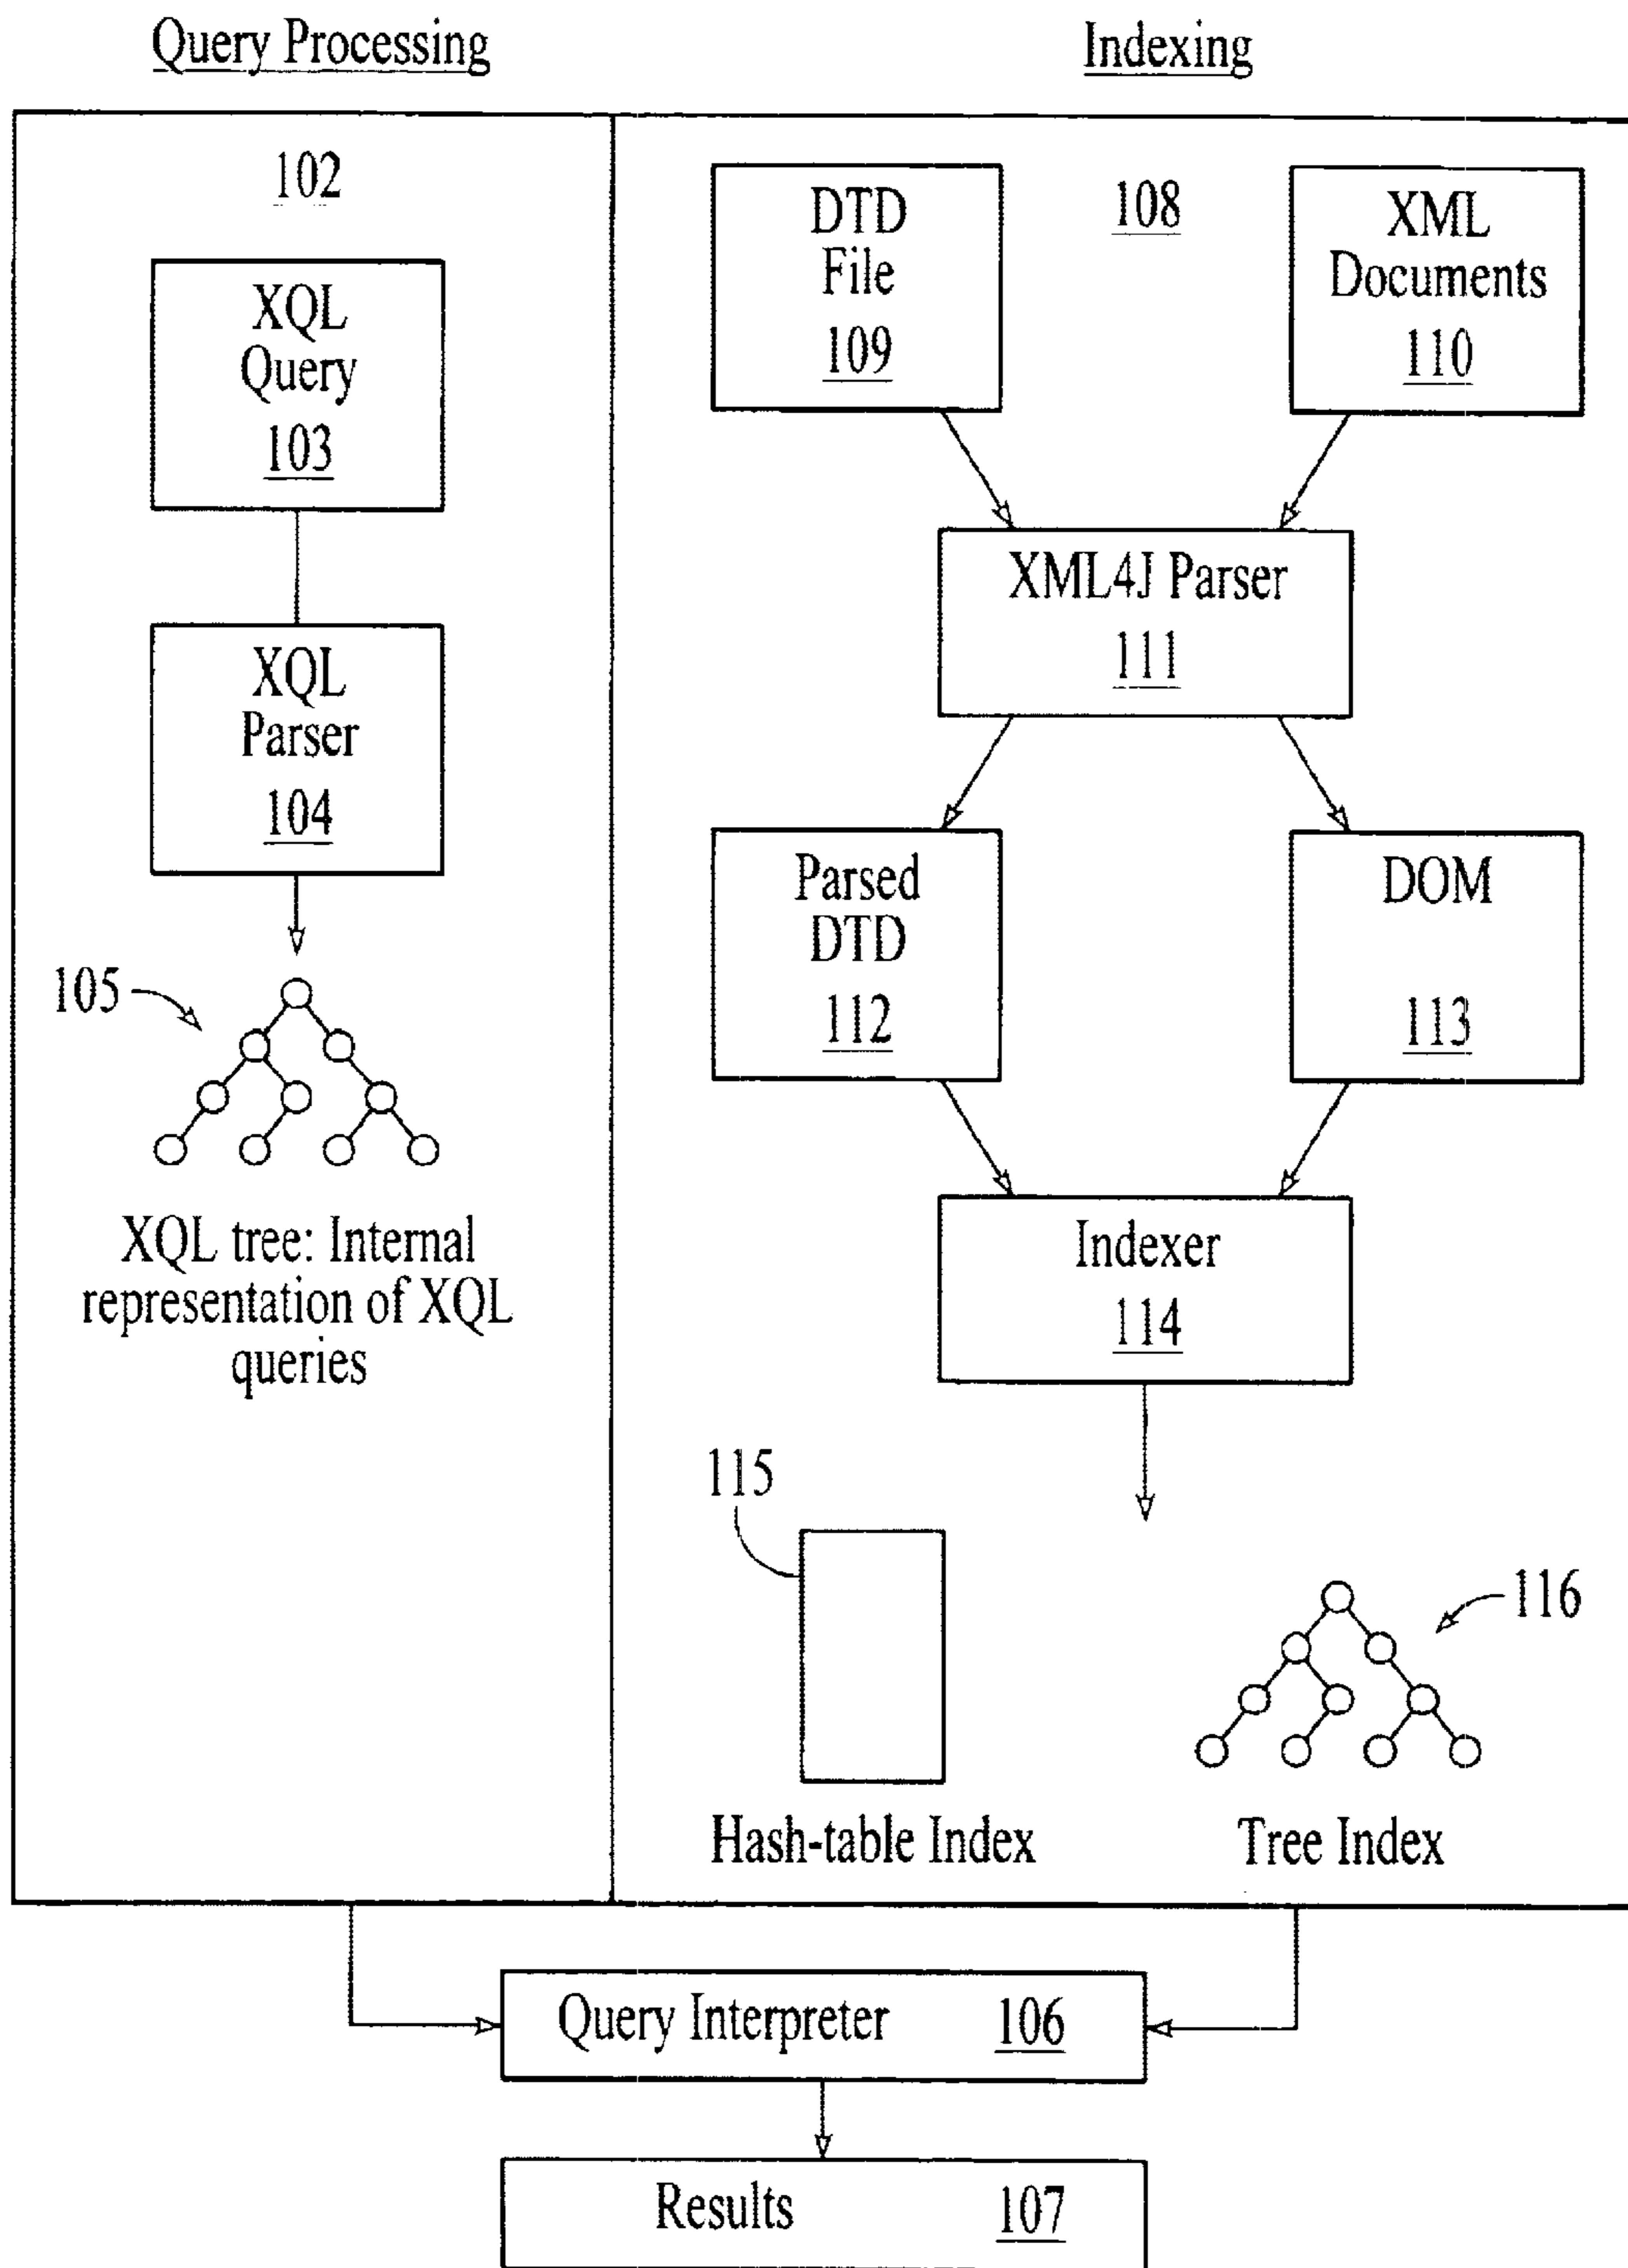 Query Processing
Indexing
102
XQL
Query
103
XQL
Parser
104
105
XQL tree: Internal
representation of XQL
queries
108
DTD
File
109
XML
Documents
110
XML4J Parser
111
Parsed
DTD
112
DOM
113
Indexer
114
115
Hash-table Index
116
Tree Index
Query Interpreter 106
Results 107